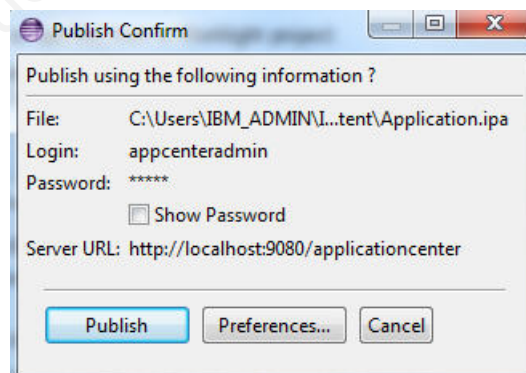 Publish Confirm
Publish using the following information ?
File: C:\Users\IBM_ADMIN\I...tent\Application.ipa
Login: appcenteradmin
Password: *****
Show Password
Server URL: http://localhost:9080/applicationcenter
Publish Preferences... Cancel